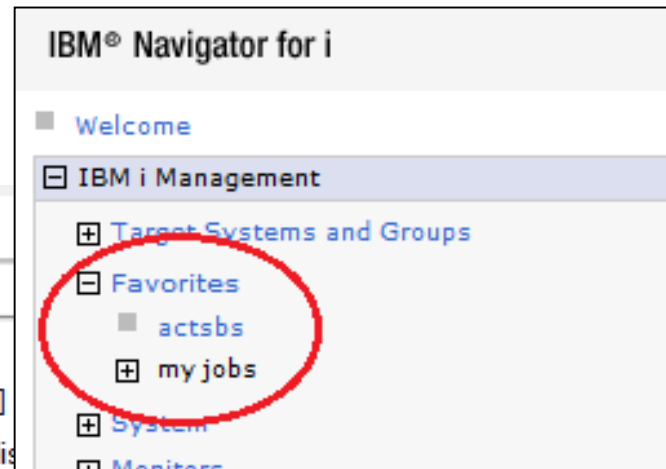 IBM® Navigator for i
Welcome
IBM i Management
Target Systems and Groups
Favorites
actsbs
my jobs
System
Monitors